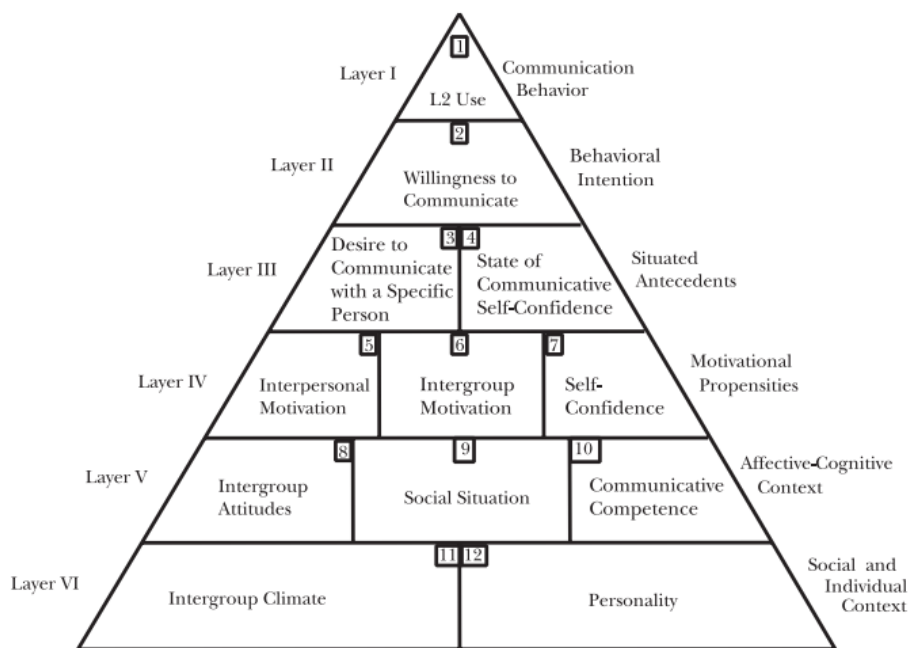 1
Layer I
L2 Use
Communication
Behavior
2
Layer II
Willingness to
Communicate
Behavioral
Intention
3
4
Layer III
Desire to
Communicate
with a Specific
Person
State of
Communicative
Self-Confidence
Situated
Antecedents
5
6
7
Layer IV
Interpersonal
Motivation
Intergroup
Motivation
Self-
Confidence
Motivational
Propensities
8
9
10
Layer V
Intergroup
Attitudes
Social Situation
Communicative
Competence
Affective-Cognitive
Context
11
12
Layer VI
Intergroup Climate
Personality
Social and
Individual
Context